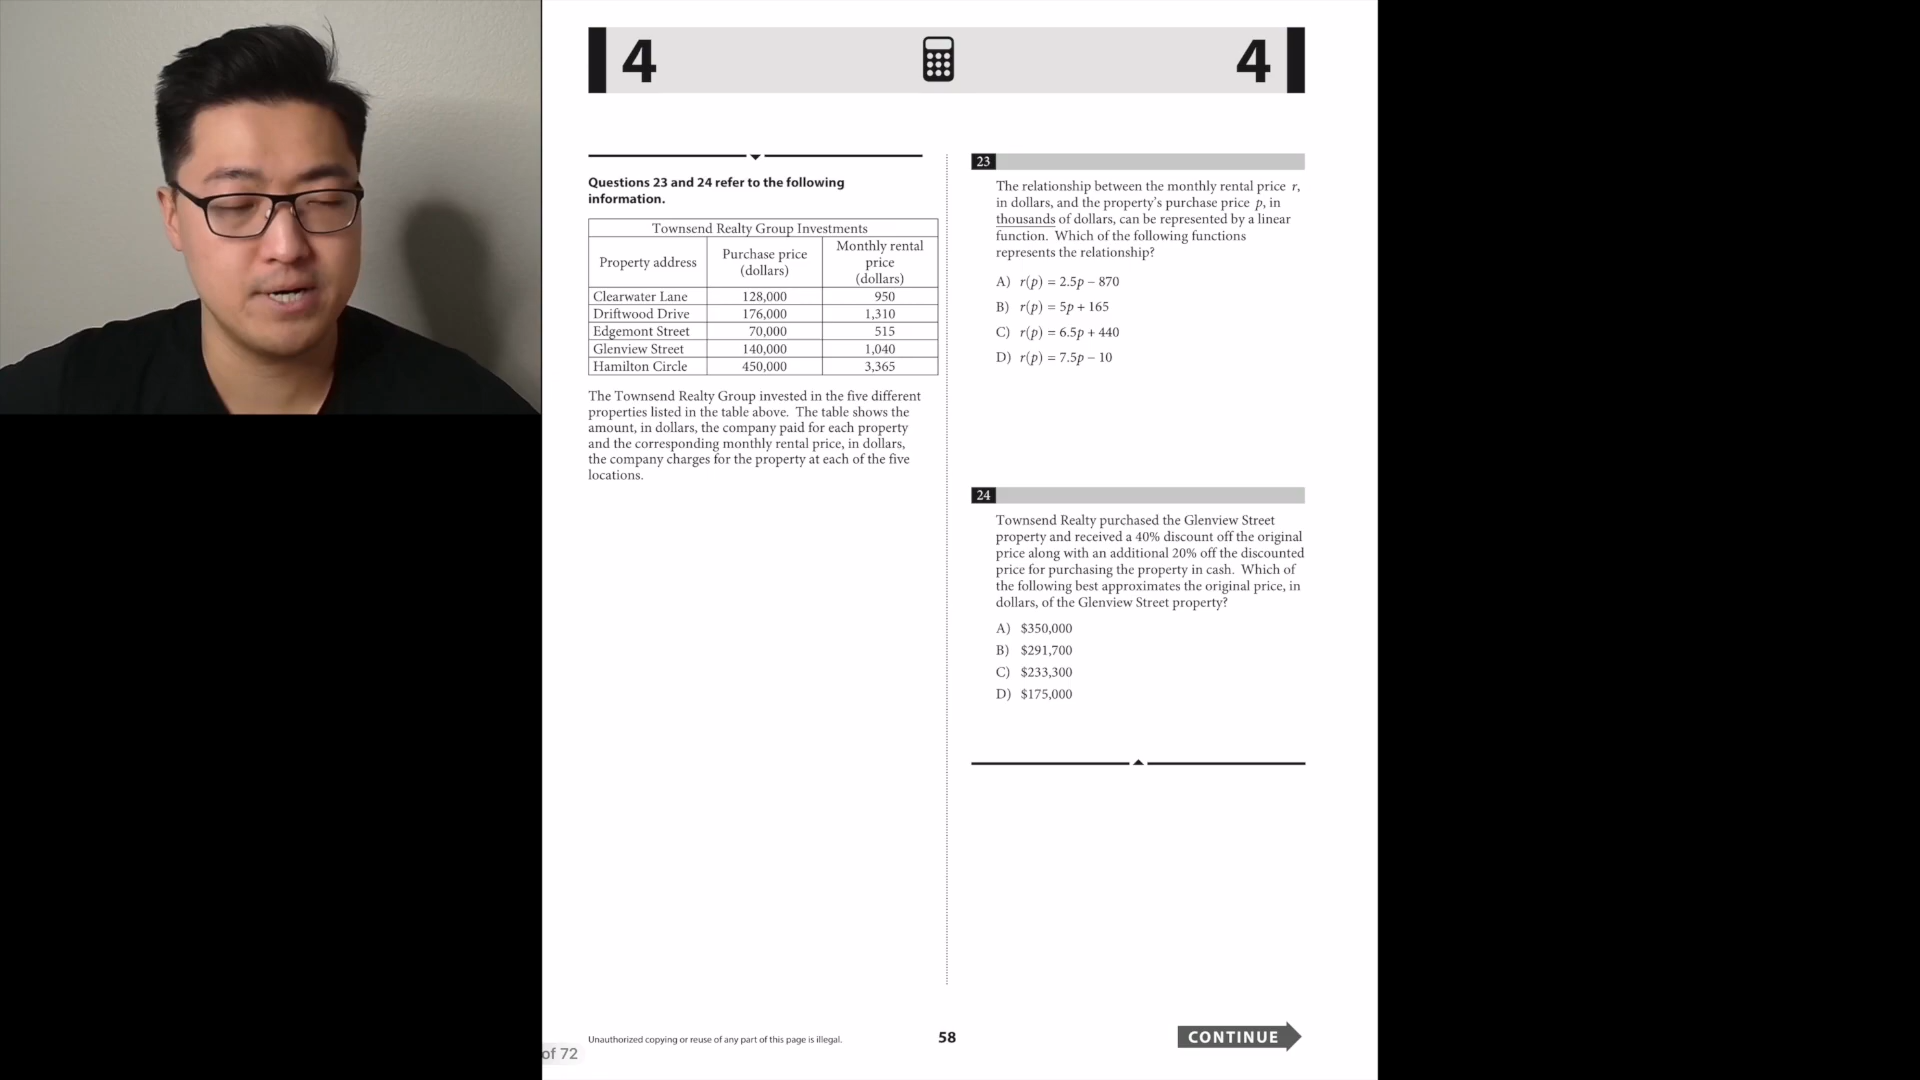 4 4
Questions 23 and 24 refer to the following
information.
Townsend Realty Group Investments
Property address Purchase price (dollars) Monthly rental price (dollars)
Clearwater Lane 128,000 950
Driftwood Drive 176,000 1,310
Edgemont Street 70,000 515
Glenview Street 140,000 1,040
Hamilton Circle 450,000 3,365
The Townsend Realty Group invested in the five different
properties listed in the table above. The table shows the
amount, in dollars, the company paid for each property
and the corresponding monthly rental price, in dollars,
the company charges for the property at each of the five
locations.
23
The relationship between the monthly rental price r,
in dollars, and the property's purchase price p, in
thousands of dollars, can be represented by a linear
function. Which of the following functions
represents the relationship?
A) r(p) = 2.5p − 870
B) r(p) = 5p + 165
C) r(p) = 6.5p + 440
D) r(p) = 7.5p − 10
24
Townsend Realty purchased the Glenview Street
property and received a 40% discount off the original
price along with an additional 20% off the discounted
price for purchasing the property in cash. Which of
the following best approximates the original price, in
dollars, of the Glenview Street property?
A) $350,000
B) $291,700
C) $233,300
D) $175,000
Unauthorized copying or reuse of any part of this page is illegal. 58 CONTINUE
of 72